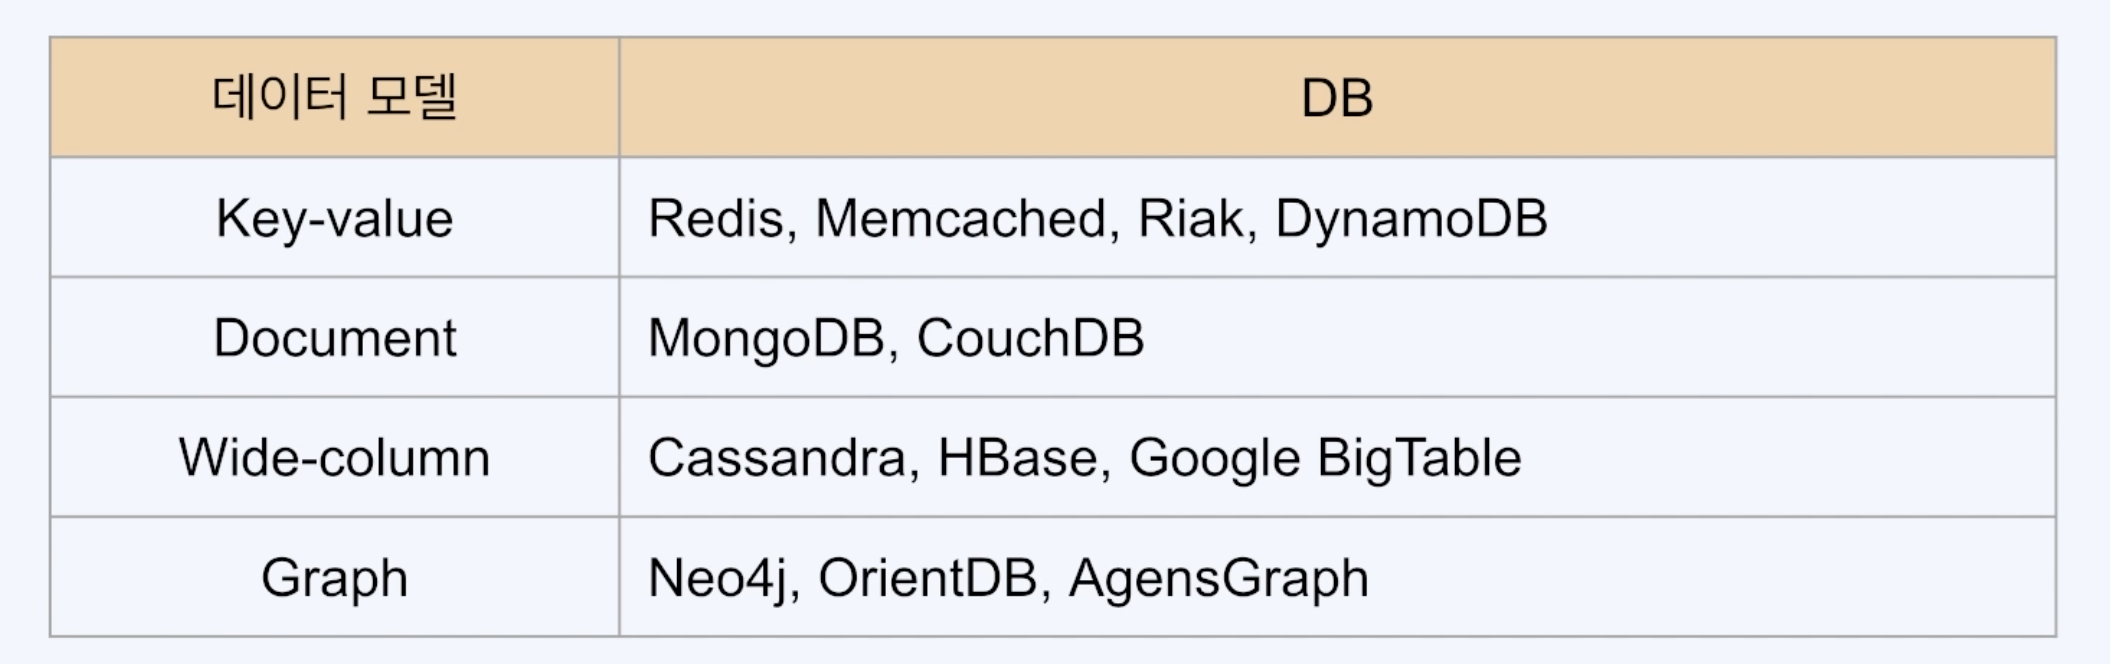 데이터 모델 DB
Key-value Redis, Memcached, Riak, DynamoDB
Document MongoDB, CouchDB
Wide-column Cassandra, HBase, Google BigTable
Graph Neo4j, OrientDB, AgensGraph